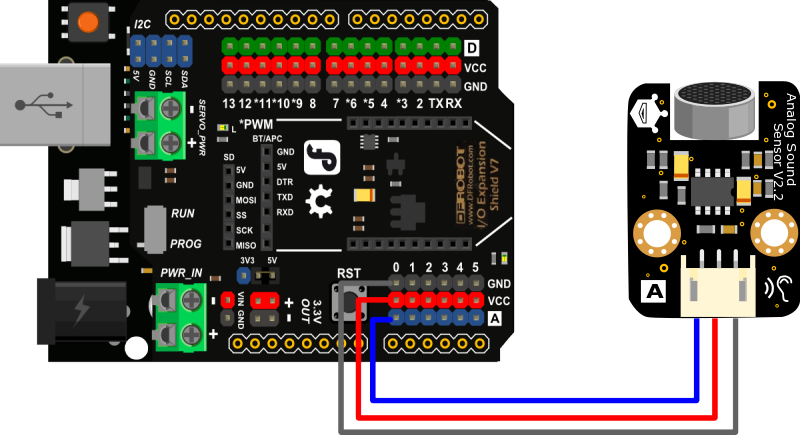 I2C
5V GND SCL SDA
SERVO_PWR
- +
D
VCC
GND
13 12 *11 *10 *9 8 7 *6 *5 4 *3 2 TX RX
L *PWM
BT/APC
GND
5V
DTR
TXD
RXD
SD
5V
GND
MOSI
SS
SCK
MISO
DFROBOT
www.DFRobot.com
I/O Expansion
Shield V7
RUN
PROG
PWR_IN
- +
3V3 5V
VIN GND
+ -
3.3V
OUT
RST
0 1 2 3 4 5
GND
VCC
A
Analog Sound
Sensor V2.2
A